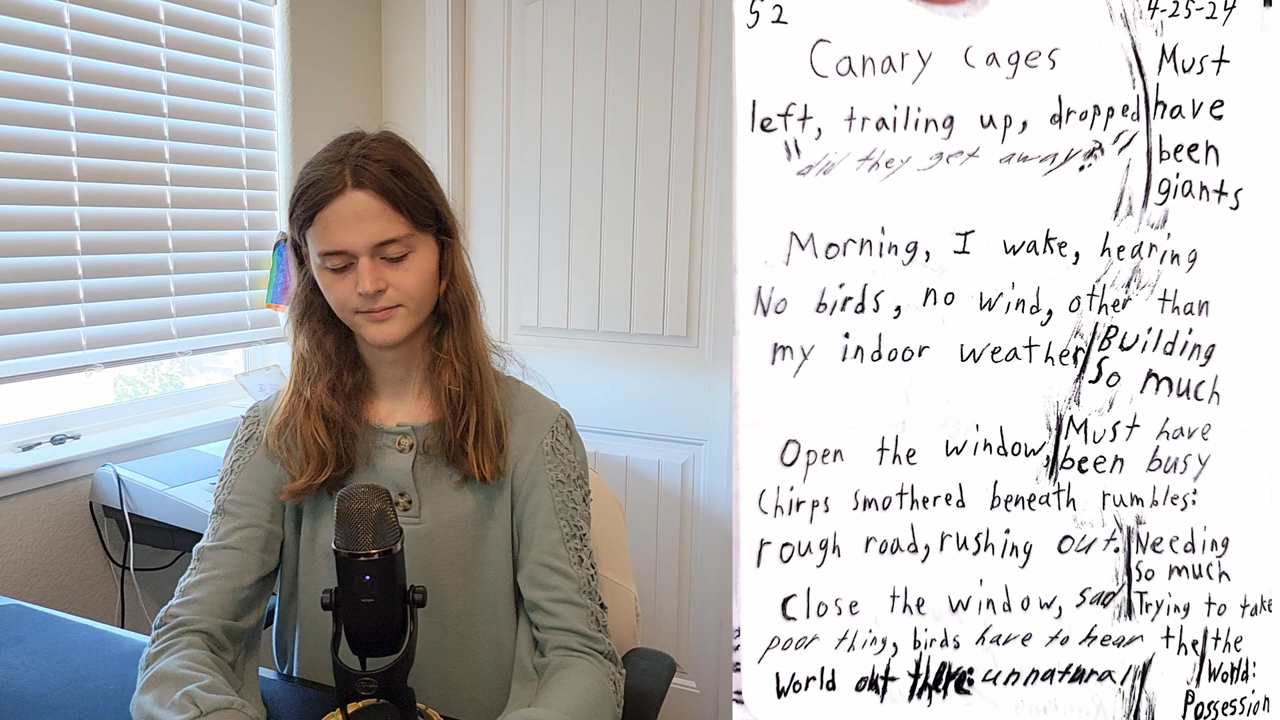 52 4-25-24
Canary Cages
left, trailing up, dropped
"did they get away?"
Morning, I wake, hearing
No birds, no wind, other than
my indoor weather
Open the window,
Chirps smothered beneath rumbles:
rough road, rushing out.
Close the window, sad
poor thing, birds have to hear the
World out there: unnatural
Must
have
been
giants
Building
So much
Must have
been busy
Needing
So much
Trying to take
the
World:
Possession